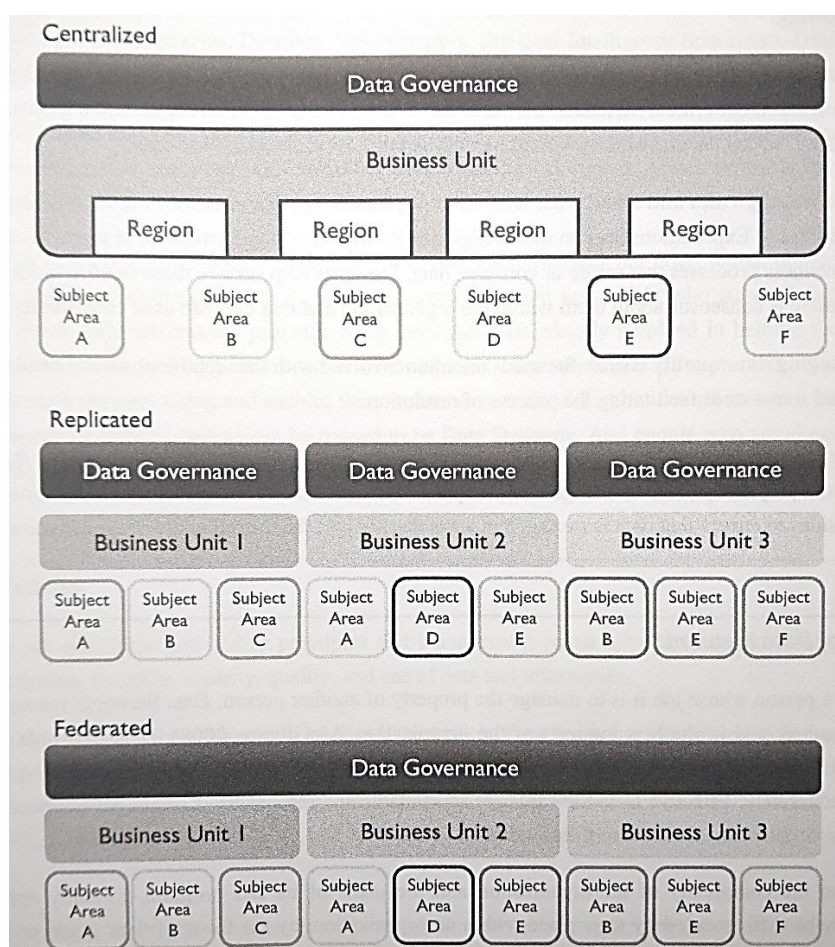 Centralized
Data Governance
Business Unit
Region Region Region Region
Subject Subject Subject Subject Subject Subject
Area Area Area Area Area Area
A B C D E F
Replicated
Data Governance Data Governance Data Governance
Business Unit 1 Business Unit 2 Business Unit 3
Subject Subject Subject Subject Subject Subject Subject Subject Subject
Area Area Area Area Area Area Area Area Area
A B C A D E B E F
Federated
Data Governance
Business Unit 1 Business Unit 2 Business Unit 3
Subject Subject Subject Subject Subject Subject Subject Subject Subject
Area Area Area Area Area Area Area Area Area
A B C A D E B E F